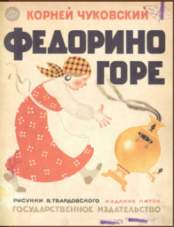 КОРНЕЙ ЧУКОВСКИЙ
ФЕДОРИНО
ГОРЕ
РИСУНКИ В. ТВАРДОВСКОГО ИЗДАНИЕ ПЯТОЕ
ГОСУДАРСТВЕННОЕ ИЗДАТЕЛЬСТВО